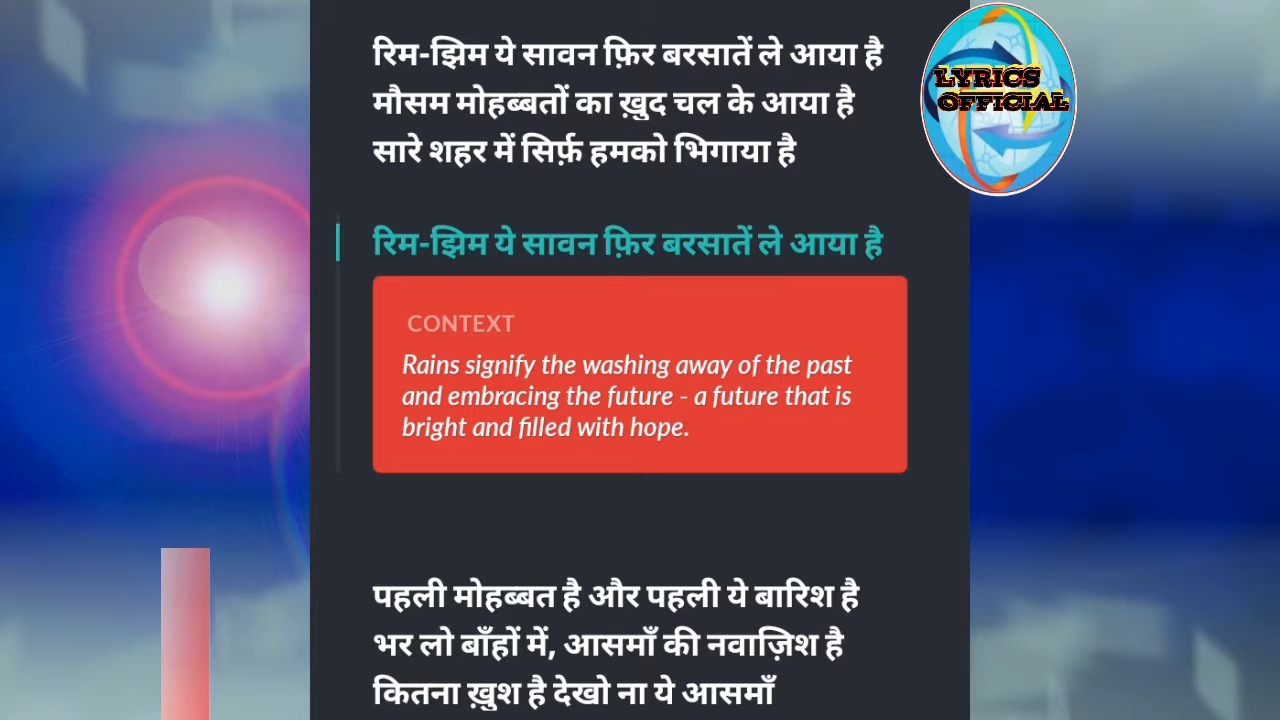 रिम-झिम ये सावन फ़िर बरसातें ले आया है
मौसम मोहब्बतों का ख़ुद चल के आया है
सारे शहर में सिर्फ़ हमको भिगाया है
LYRICS
OFFICIAL
रिम-झिम ये सावन फ़िर बरसातें ले आया है
CONTEXT
Rains signify the washing away of the past
and embracing the future - a future that is
bright and filled with hope.
पहली मोहब्बत है और पहली ये बारिश है
भर लो बाँहों में, आसमाँ की नवाज़िश है
कितना ख़ुश है देखो ना ये आसमाँ